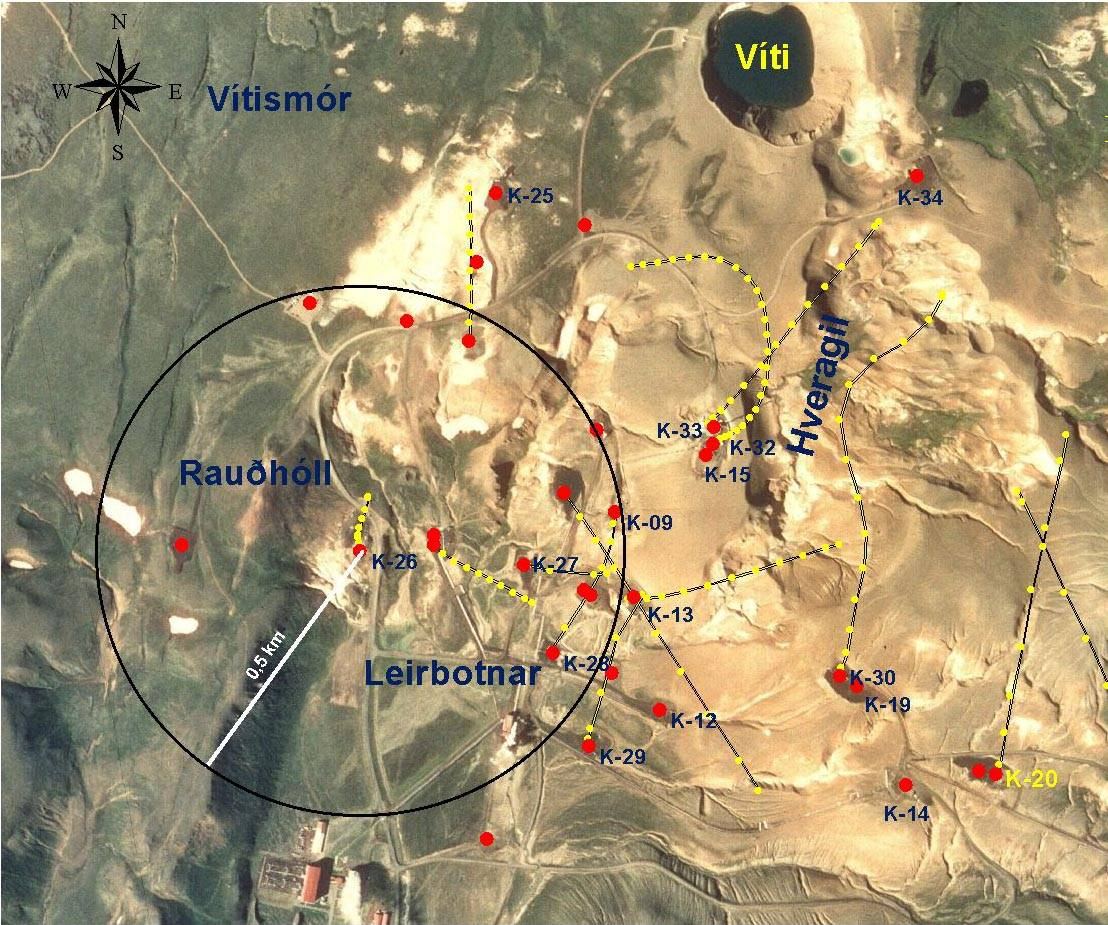 N
Víti
W
E
Vítismór
S
K-25
K-34
Hveragil
K-33
K-32
K-15
Rauðhóll
K-09
K-26
K-27
K-13
0,5 km
K-28
Leirbotnar
K-30
K-19
K-12
K-29
K-20
K-14